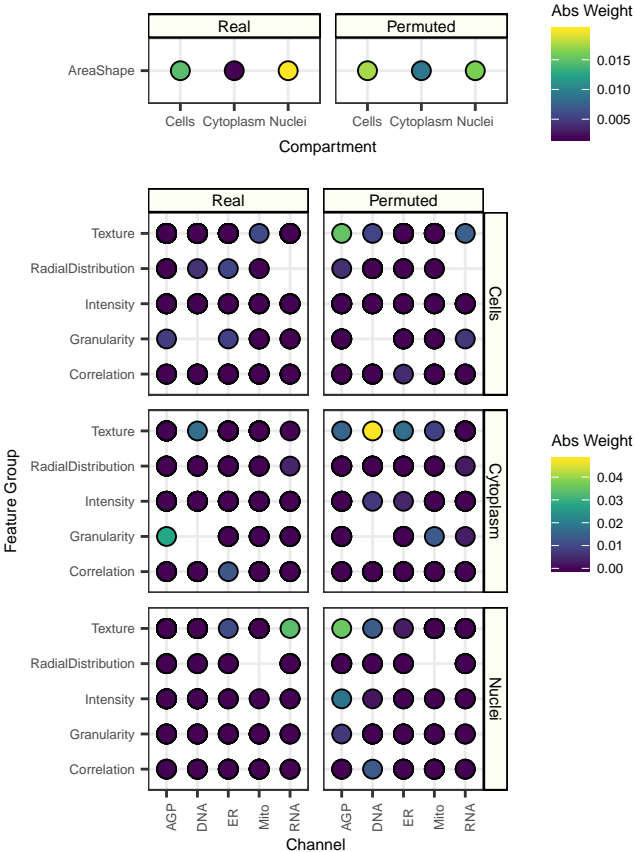 Real Permuted
AreaShape
Cells Cytoplasm Nuclei Cells Cytoplasm Nuclei
Compartment
Abs Weight
0.015
0.010
0.005
Real Permuted
Feature Group
Texture
RadialDistribution
Intensity
Granularity
Correlation
Cells
Texture
RadialDistribution
Intensity
Granularity
Correlation
Cytoplasm
Texture
RadialDistribution
Intensity
Granularity
Correlation
Nuclei
AGP DNA ER Mito RNA AGP DNA ER Mito RNA
Channel
Abs Weight
0.04
0.03
0.02
0.01
0.00